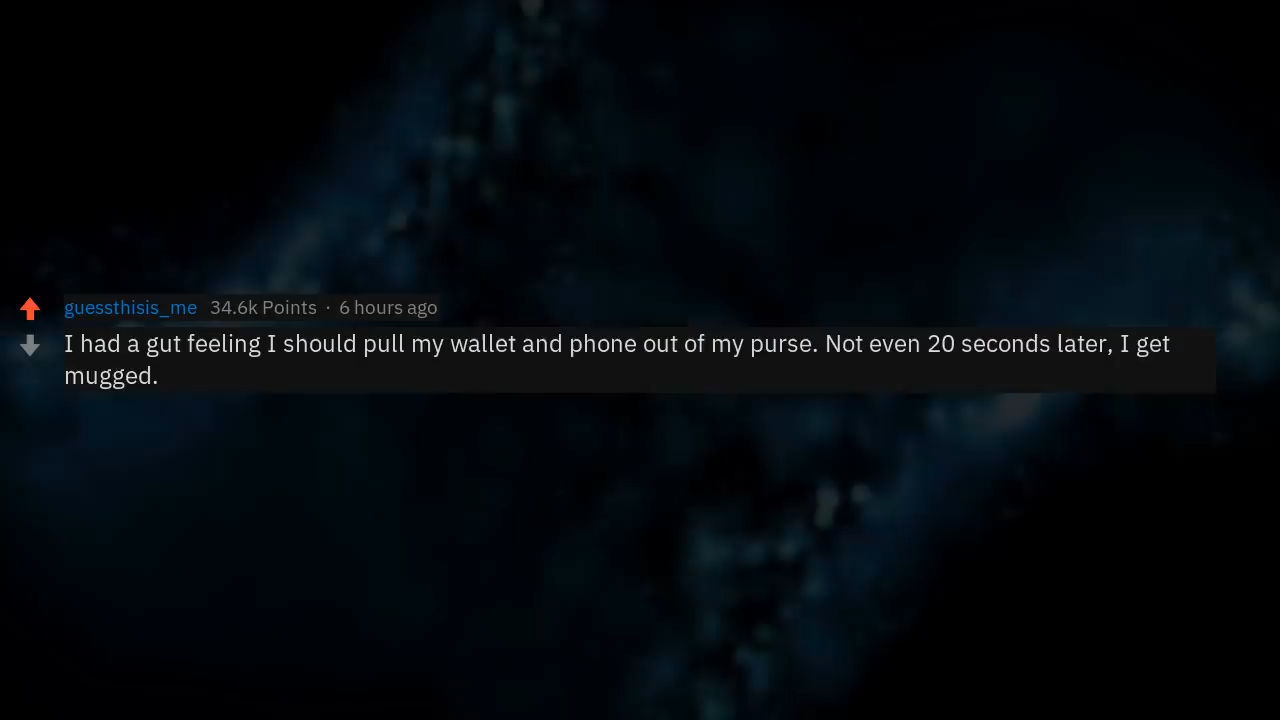 guessthisis_me 34.6k Points · 6 hours ago
I had a gut feeling I should pull my wallet and phone out of my purse. Not even 20 seconds later, I get
mugged.